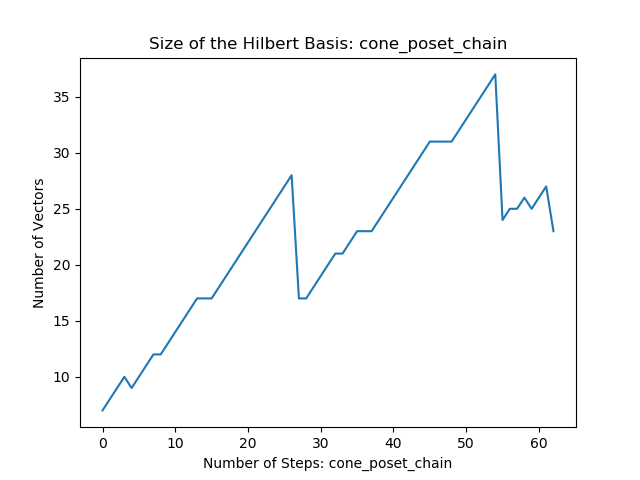 Size of the Hilbert Basis: cone_poset_chain
Number of Vectors
35
30
25
20
15
10
0 10 20 30 40 50 60
Number of Steps: cone_poset_chain